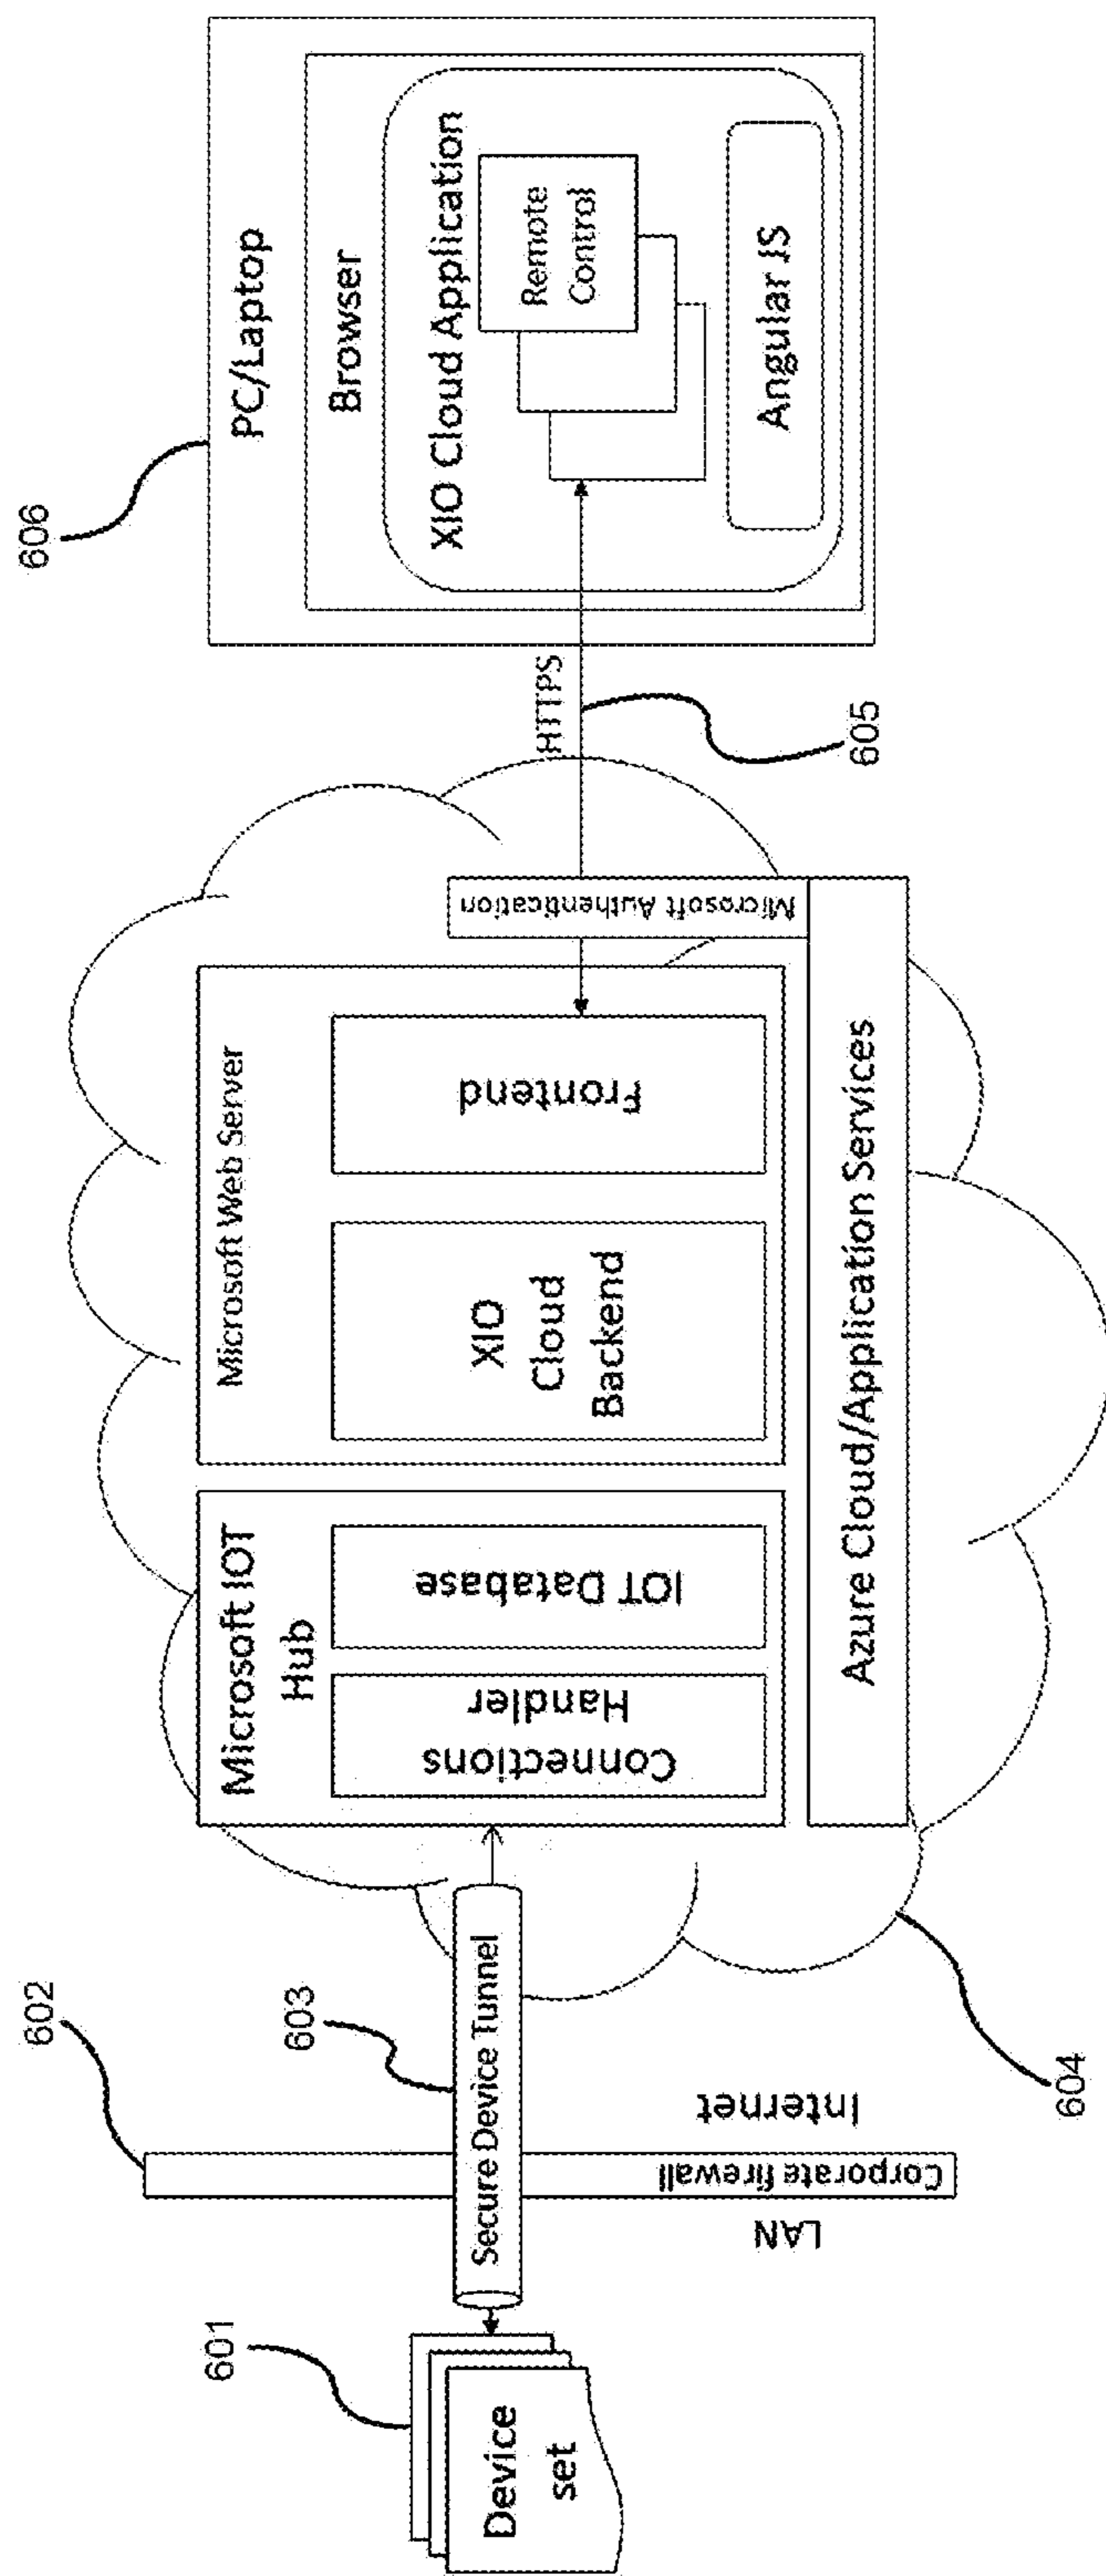 601
Device
set
LAN
602
Corporate firewall
Internet
603
Secure Device Tunnel
604
Microsoft IOT
Hub
Connections
Handler
IOT Database
Microsoft Web Server
XIO
Cloud
Backend
Frontend
Microsoft Authentication
Azure Cloud/Application Services
HTTPS
605
606
PC/Laptop
Browser
XIO Cloud Application
Remote
Control
Angular JS